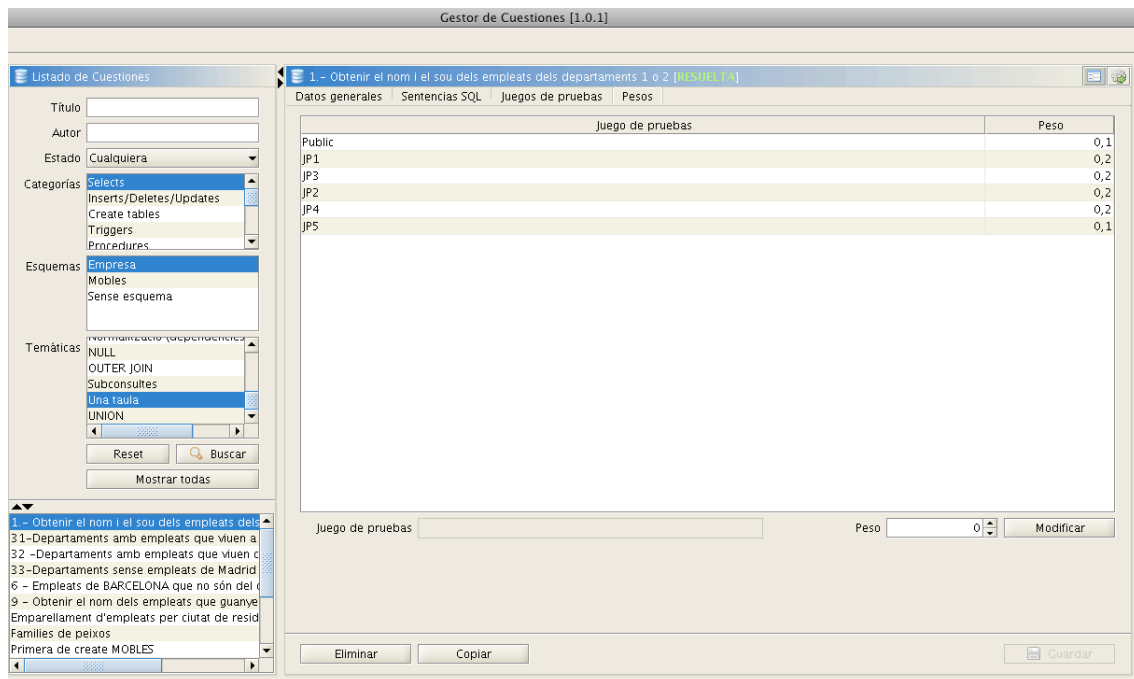 Gestor de Cuestiones [1.0.1]
Listado de Cuestiones
Título
Autor
Estado Cualquiera
Categorías Selects
Inserts/Deletes/Updates
Create tables
Triggers
Procedures
Esquemas Empresa
Mobles
Sense esquema
Temáticas
Normalització (dependències
NULL
OUTER JOIN
Subconsultes
Una taula
UNION
Reset Buscar
Mostrar todas
1.- Obtenir el nom i el sou dels empleats dels
31-Departaments amb empleats que viuen a
32 -Departaments amb empleats que viuen
33-Departaments sense empleats de Madrid
6 - Empleats de BARCELONA que no són del
9 - Obtenir el nom dels empleats que guanye
Emparellament d'empleats per ciutat de resid
Families de peixos
Primera de create MOBLES
1.- Obtenir el nom i el sou dels empleats dels departaments 1 o 2 [RESUELTA]
Datos generales Sentencias SQL Juegos de pruebas Pesos
Juego de pruebas Peso
Public 0,1
JP1 0,2
JP3 0,2
JP2 0,2
JP4 0,2
JP5 0,1
Juego de pruebas Peso 0 Modificar
Eliminar Copiar Guardar